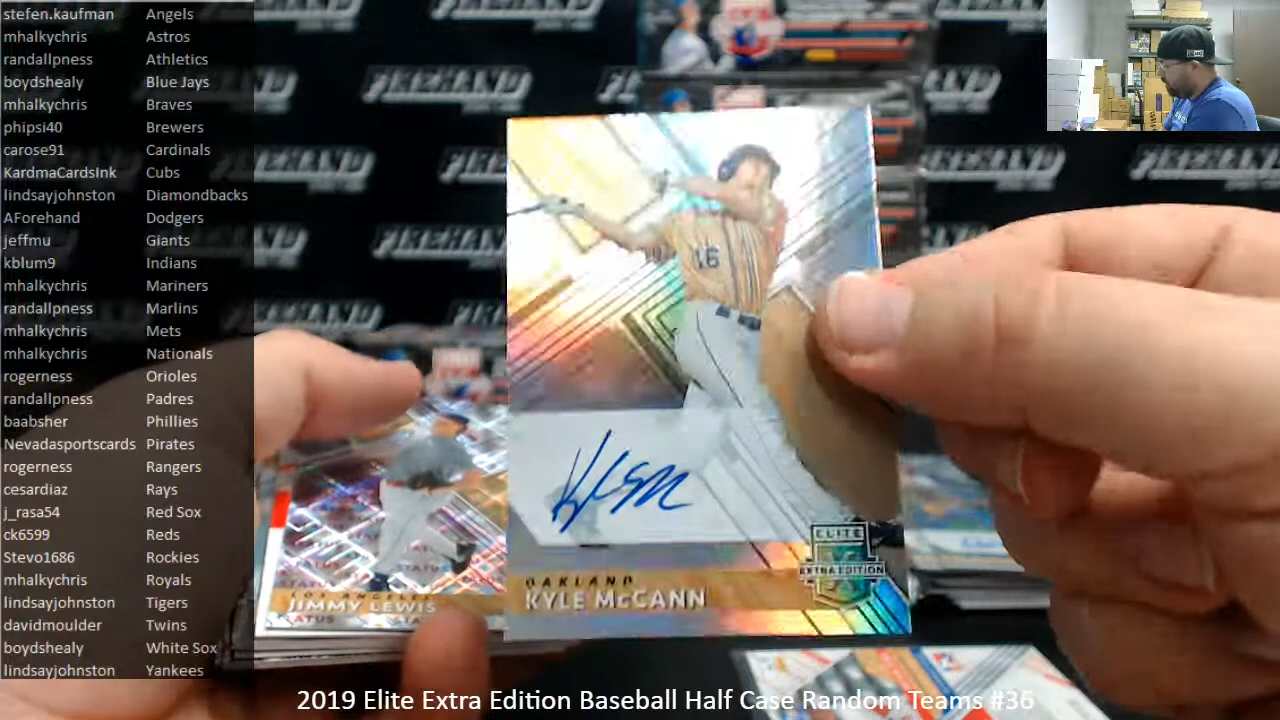 stefen.kaufman Angels
mhalkychris Astros
randallpness Athletics
boydshealy Blue Jays
mhalkychris Braves
phipsi40 Brewers
carose91 Cardinals
KardmaCardsInk Cubs
lindsayjohnston Diamondbacks
AForehand Dodgers
jeffmu Giants
kblum9 Indians
mhalkychris Mariners
randallpness Marlins
mhalkychris Mets
mhalkychris Nationals
rogerness Orioles
randallpness Padres
baabsher Phillies
Nevadasportscards Pirates
rogerness Rangers
cesardiaz Rays
j_rasa54 Red Sox
ck6599 Reds
Stevo1686 Rockies
mhalkychris Royals
lindsayjohnston Tigers
davidmoulder Twins
boydshealy White Sox
lindsayjohnston Yankees
16
ELITE
EXTRA EDITION
OAKLAND
KYLE McCANN
STATUS
LOS ANGELES
JIMMY LEWIS
FIREHAND
2019 Elite Extra Edition Baseball Half Case Random Teams #36